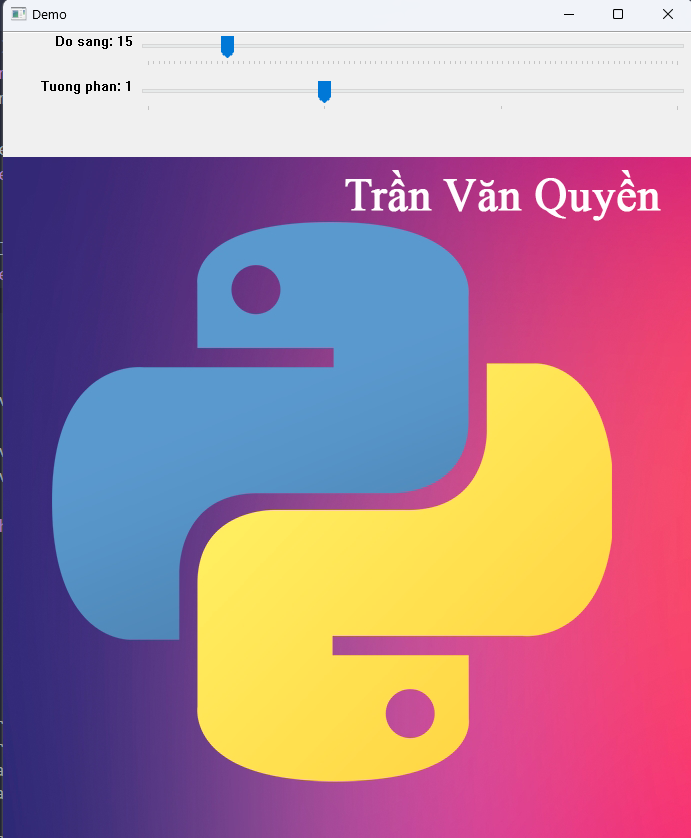 Demo
Do sang: 15
Tuong phan: 1
Trần Văn Quyền